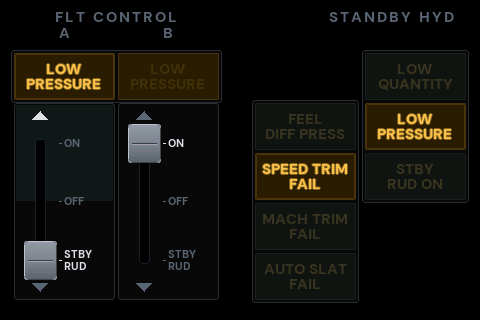 FLT CONTROL
A B
STANDBY HYD
LOW
PRESSURE
LOW
PRESSURE
ON
OFF
STBY
RUD
ON
OFF
STBY
RUD
FEEL
DIFF PRESS
SPEED TRIM
FAIL
MACH TRIM
FAIL
AUTO SLAT
FAIL
LOW
QUANTITY
LOW
PRESSURE
STBY
RUD ON